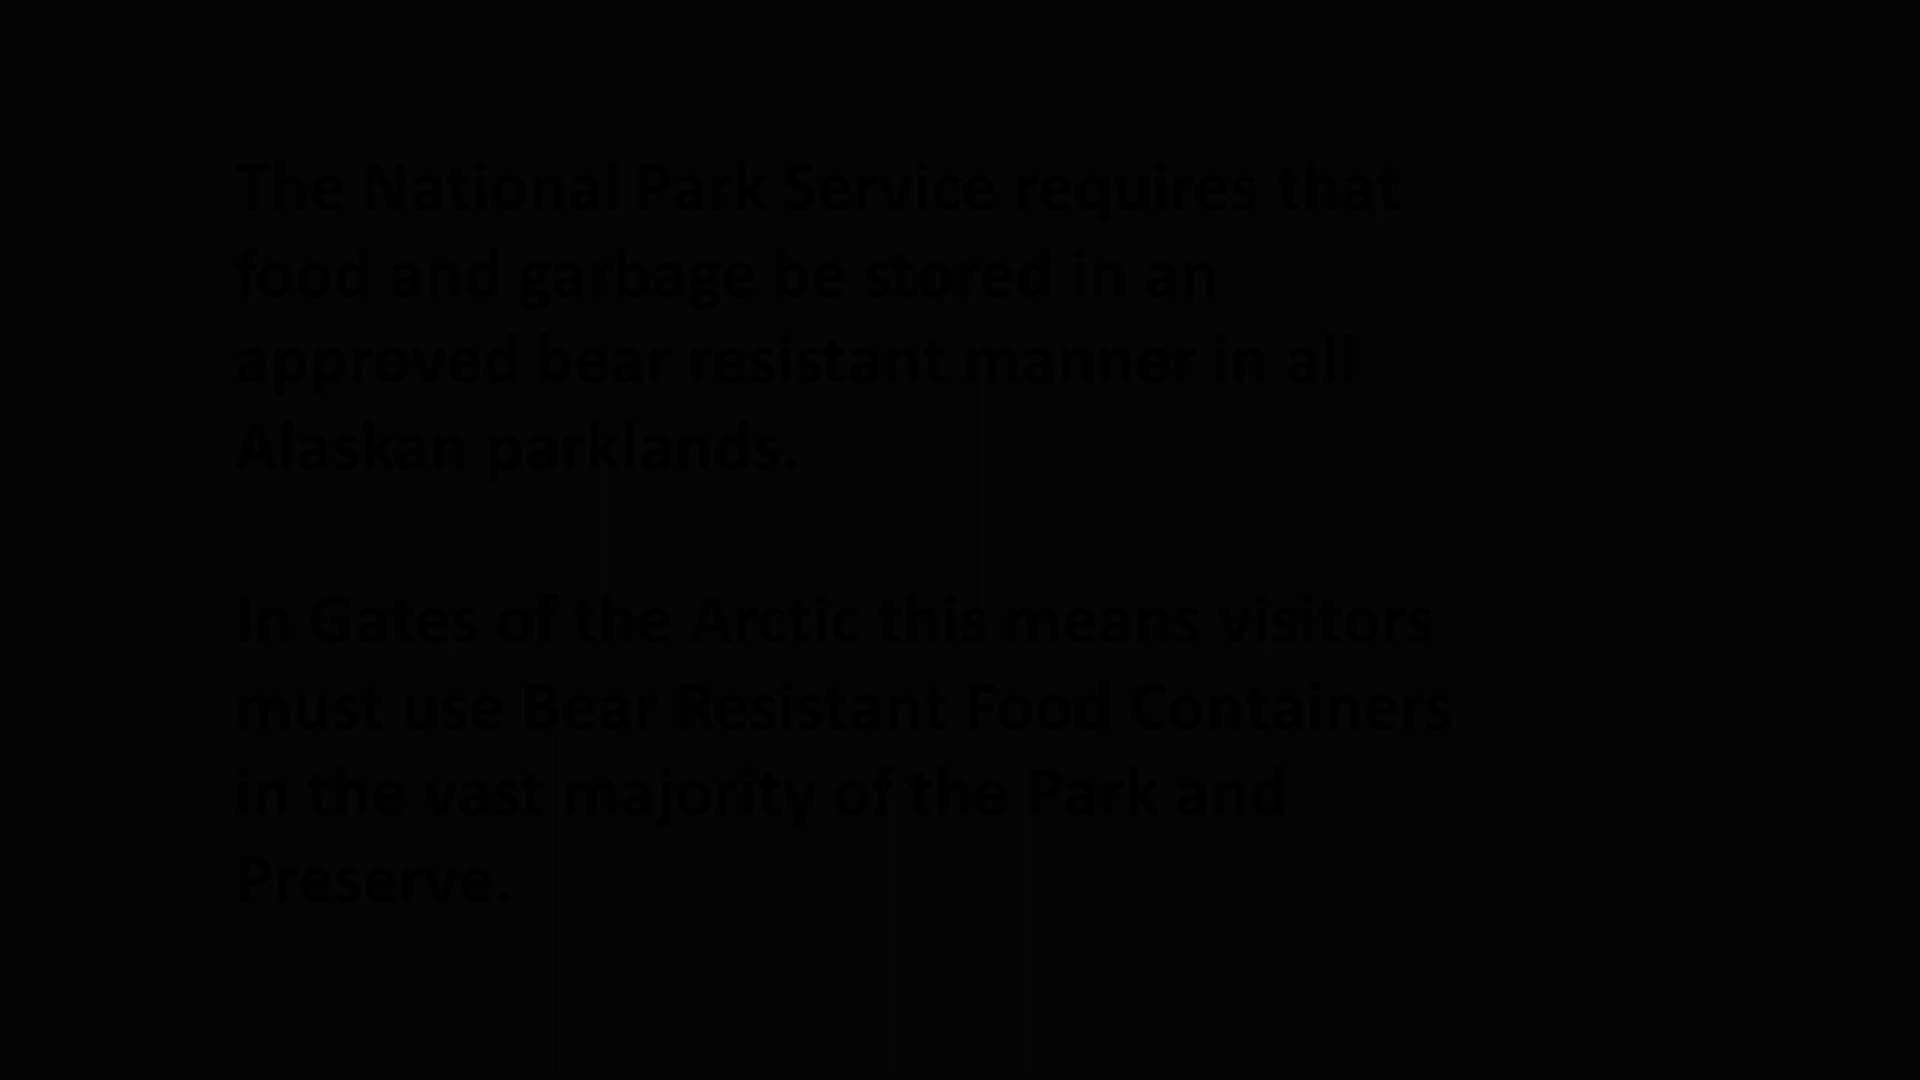 The National Park Service requires that
food and garbage be stored in an
approved bear resistant manner in all
Alaskan parklands.
In Gates of the Arctic this means visitors
must use Bear Resistant Food Containers
in the vast majority of the Park and
Preserve.